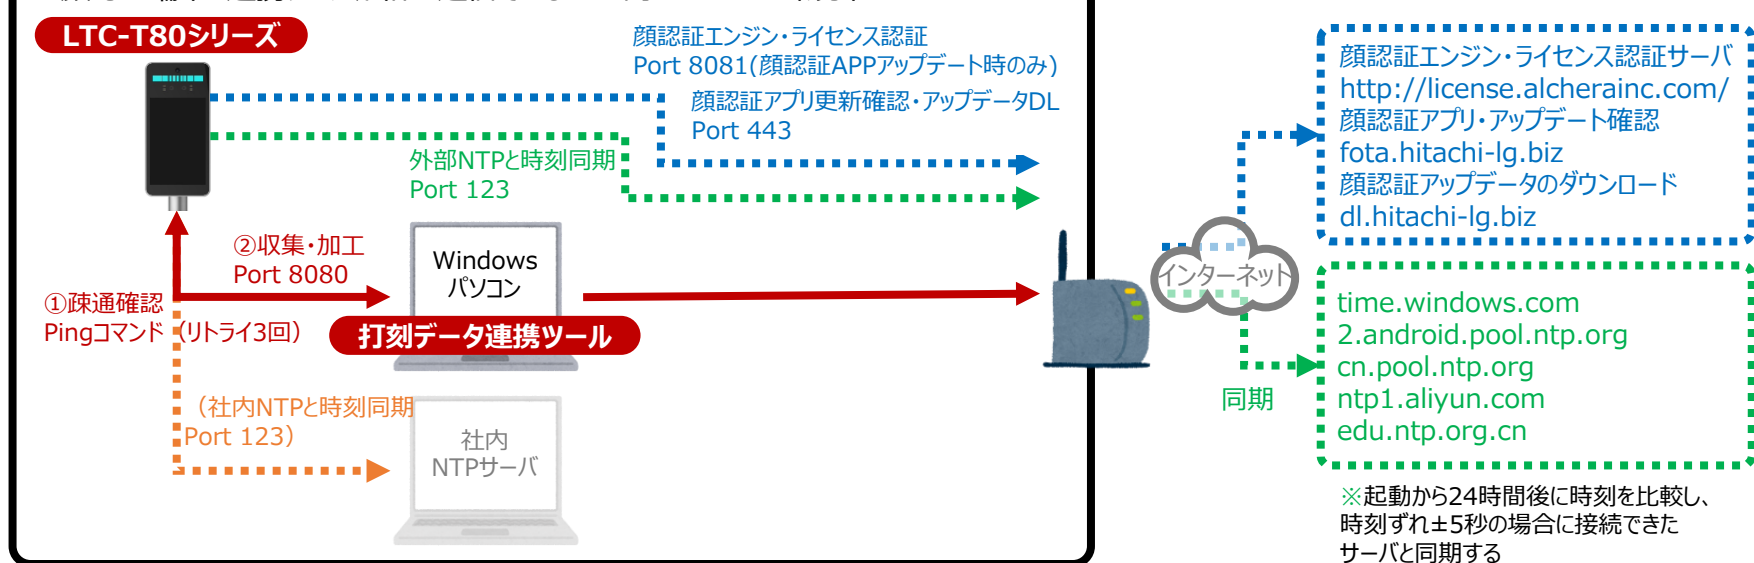 LTC-T80シリーズ
顔認証エンジン・ライセンス認証
Port 8081(顔認証APPアップデート時のみ)
顔認証アプリ更新確認・アップデータDL
Port 443
外部NTPと時刻同期
Port 123
②収集・加工
Port 8080
①疎通確認
Pingコマンド（リトライ3回）
Windows
パソコン
打刻データ連携ツール
（社内NTPと時刻同期
Port 123）
社内
NTPサーバ
インターネット
同期
顔認証エンジン・ライセンス認証サーバ
http://license.alcherainc.com/
顔認証アプリ・アップデート確認
fota.hitachi-lg.biz
顔認証アップデータのダウンロード
dl.hitachi-lg.biz
time.windows.com
2.android.pool.ntp.org
cn.pool.ntp.org
ntp1.aliyun.com
edu.ntp.org.cn
※起動から24時間後に時刻を比較し、
時刻ずれ±5秒の場合に接続できた
サーバと同期する